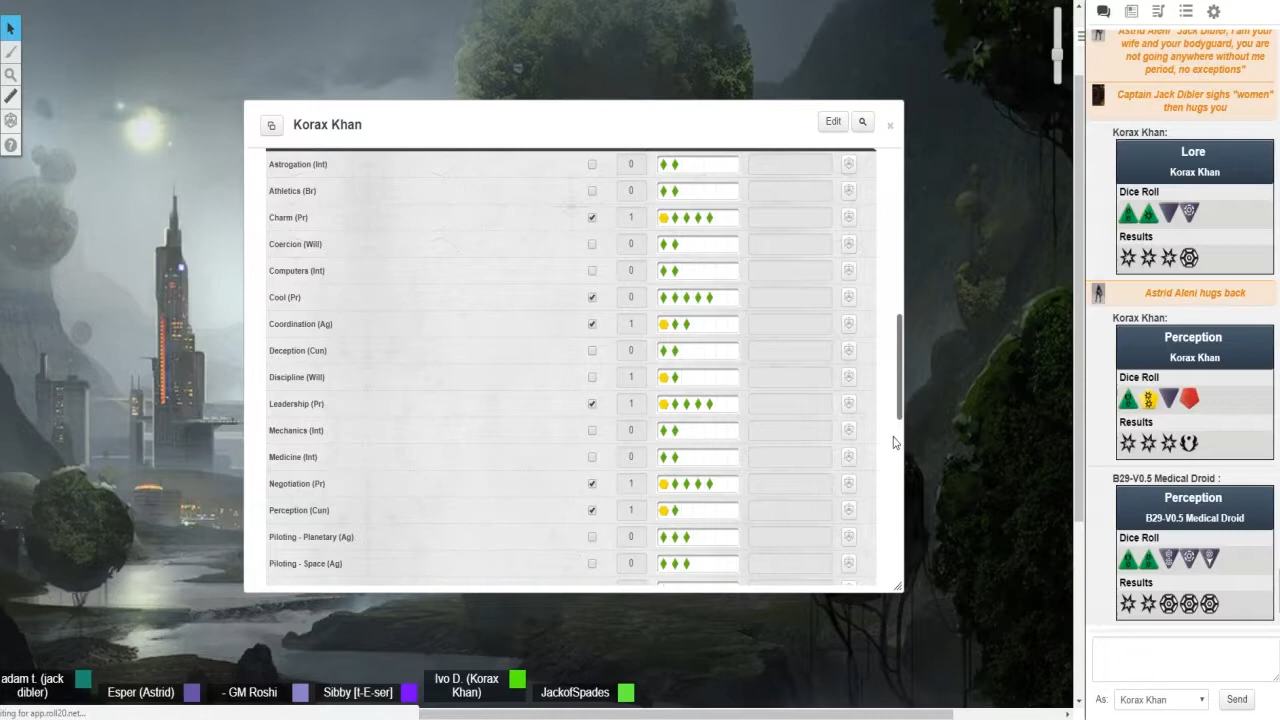 Korax Khan
Edit
Astrogation (Int) 0
Athletics (Br) 0
Charm (Pr) 1
Coercion (Will) 0
Computers (Int) 0
Cool (Pr) 0
Coordination (Ag) 1
Deception (Cun) 0
Discipline (Will) 1
Leadership (Pr) 1
Mechanics (Int) 0
Medicine (Int) 0
Negotiation (Pr) 1
Perception (Cun) 1
Piloting - Planetary (Ag) 0
Piloting - Space (Ag) 0
adam t. (jack
dibler)
Esper (Astrid)
- GM Roshi
Sibby [t-E-ser]
Ivo D. (Korax
Khan)
JackofSpades
iting for app.roll20.net...
Astrid Aleni "Jack Dibler, I am your
wife and your bodyguard, you are
not going anywhere without me
period, no exceptions"
Captain Jack Dibler sighs "women"
then hugs you
Korax Khan:
Lore
Korax Khan
Dice Roll
Results
Astrid Aleni hugs back
Korax Khan:
Perception
Korax Khan
Dice Roll
Results
B29-V0.5 Medical Droid :
Perception
B29-V0.5 Medical Droid
Dice Roll
Results
As:
Korax Khan
Send